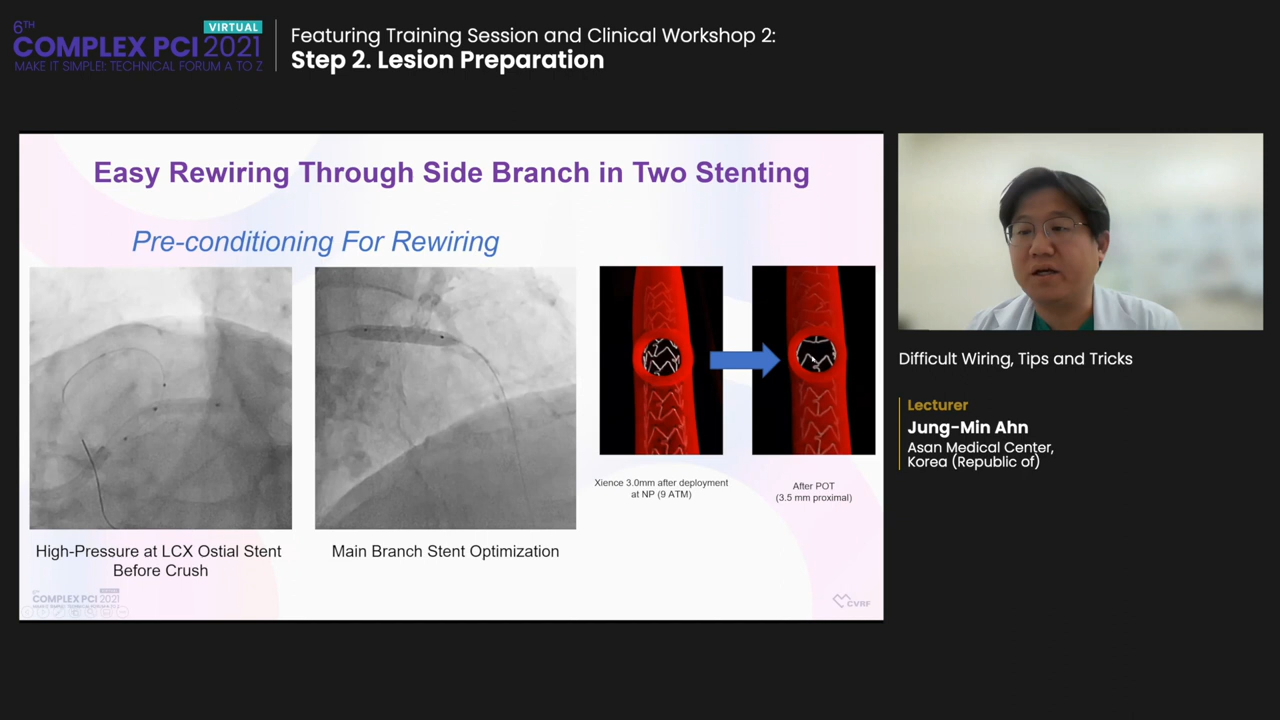 6TH
VIRTUAL
COMPLEX PCI 2021
MAKE IT SIMPLE!: TECHNICAL FORUM A TO Z
Featuring Training Session and Clinical Workshop 2:
Step 2. Lesion Preparation
Easy Rewiring Through Side Branch in Two Stenting
Pre-conditioning For Rewiring
High-Pressure at LCX Ostial Stent
Before Crush
Main Branch Stent Optimization
Xience 3.0mm after deployment
at NP (9 ATM)
After POT
(3.5 mm proximal)
COMPLEX PCI 2021
CVRF
Difficult Wiring, Tips and Tricks
Lecturer
Jung-Min Ahn
Asan Medical Center,
Korea (Republic of)